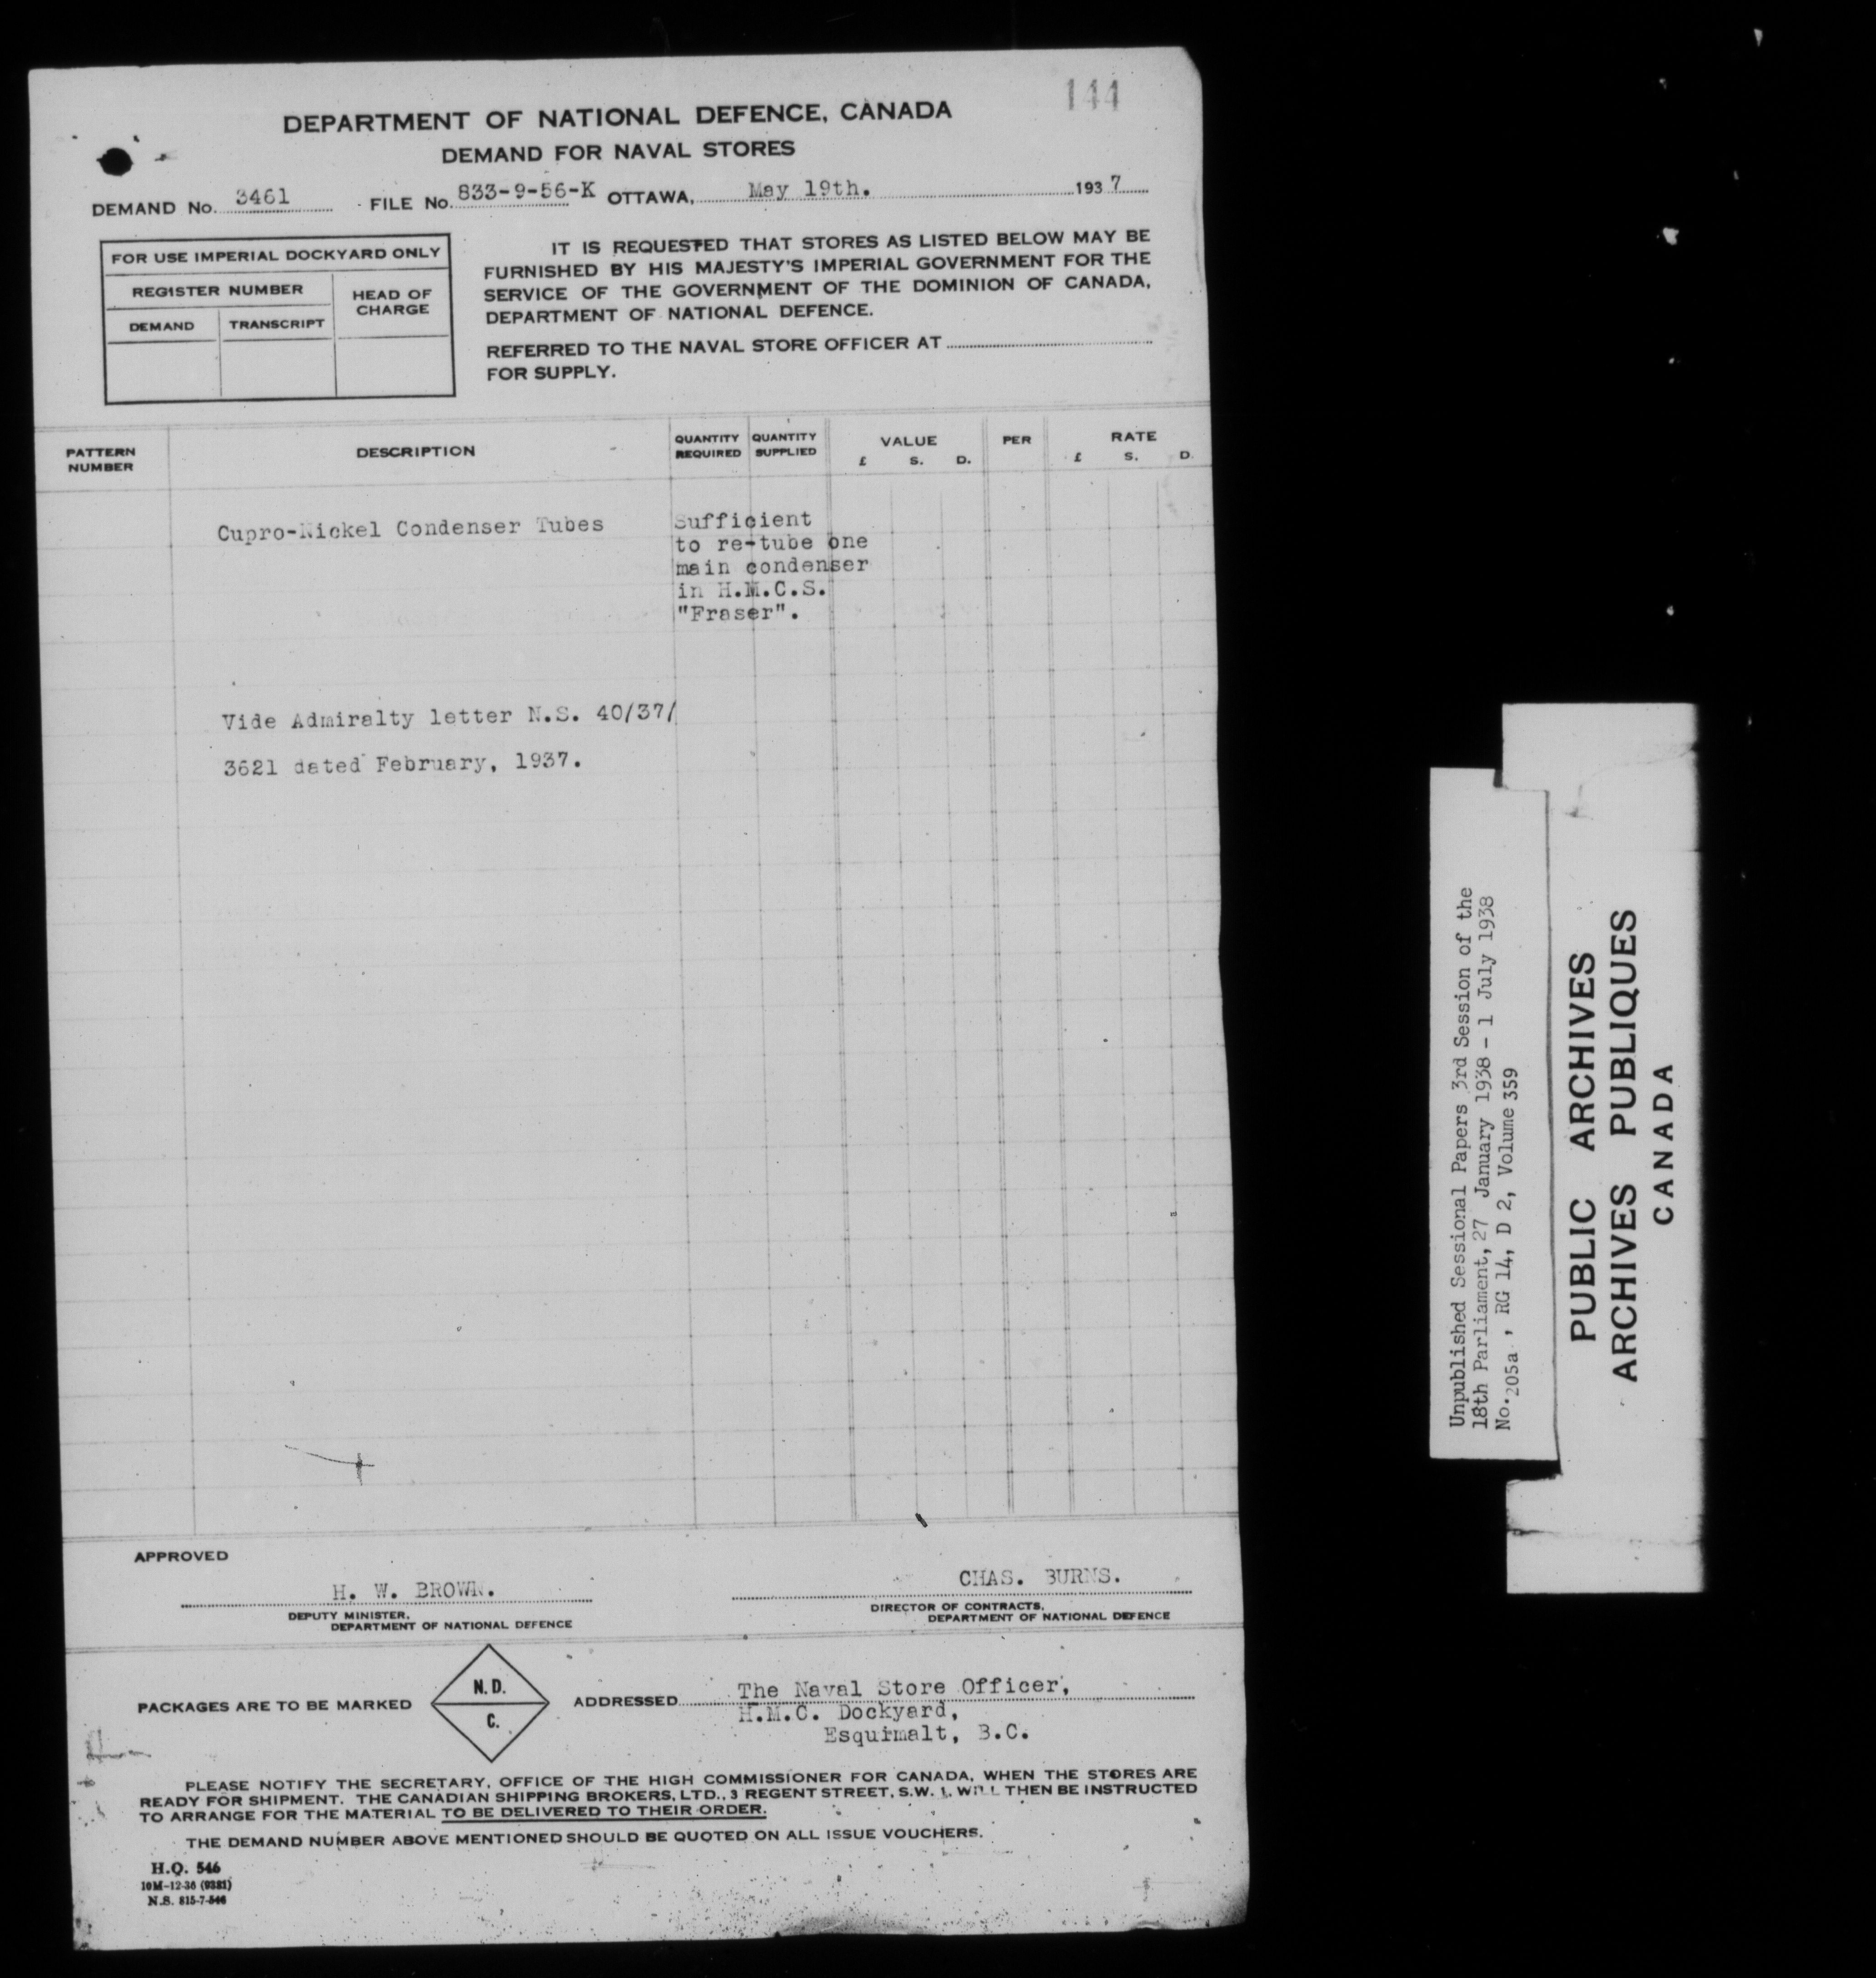 144
DEPARTMENT OF NATIONAL DEFENCE, CANADA
DEMAND FOR NAVAL STORES
DEMAND No. 3461 FILE No. 833-9-56-K OTTAWA, May 19th. 1937
FOR USE IMPERIAL DOCKYARD ONLY
REGISTER NUMBER
HEAD OF
CHARGE
DEMAND TRANSCRIPT
IT IS REQUESTED THAT STORES AS LISTED BELOW MAY BE
FURNISHED BY HIS MAJESTY'S IMPERIAL GOVERNMENT FOR THE
SERVICE OF THE GOVERNMENT OF THE DOMINION OF CANADA,
DEPARTMENT OF NATIONAL DEFENCE.
REFERRED TO THE NAVAL STORE OFFICER AT
FOR SUPPLY.
PATTERN
NUMBER
DESCRIPTION
QUANTITY
REQUIRED
QUANTITY
SUPPLIED
VALUE
£ S. D.
PER
RATE
£ S. D.
Cupro-Nickel Condenser Tubes
Sufficient
to re-tube one
main condenser
in H.M.C.S.
"Fraser".
Vide Admiralty letter N.S. 40/37/
3621 dated February, 1937.
APPROVED
H. W. BROWN.
DEPUTY MINISTER,
DEPARTMENT OF NATIONAL DEFENCE
CHAS. BURNS.
DIRECTOR OF CONTRACTS,
DEPARTMENT OF NATIONAL DEFENCE
PACKAGES ARE TO BE MARKED
N.D.
C.
ADDRESSED The Naval Store Officer,
H.M.C. Dockyard,
Esquimalt, B.C.
PLEASE NOTIFY THE SECRETARY, OFFICE OF THE HIGH COMMISSIONER FOR CANADA, WHEN THE STORES ARE
READY FOR SHIPMENT. THE CANADIAN SHIPPING BROKERS, LTD., 3 REGENT STREET, S.W. 1, WILL THEN BE INSTRUCTED
TO ARRANGE FOR THE MATERIAL TO BE DELIVERED TO THEIR ORDER.
THE DEMAND NUMBER ABOVE MENTIONED SHOULD BE QUOTED ON ALL ISSUE VOUCHERS.
H.Q. 546
10M-12-36 (9381)
N.S. 815-7-546
Unpublished Sessional Papers 3rd Session of the
18th Parliament, 27 January 1938 - 1 July 1938
No. 205a, RG 14, D 2, Volume 359
PUBLIC ARCHIVES
ARCHIVES PUBLIQUES
CANADA